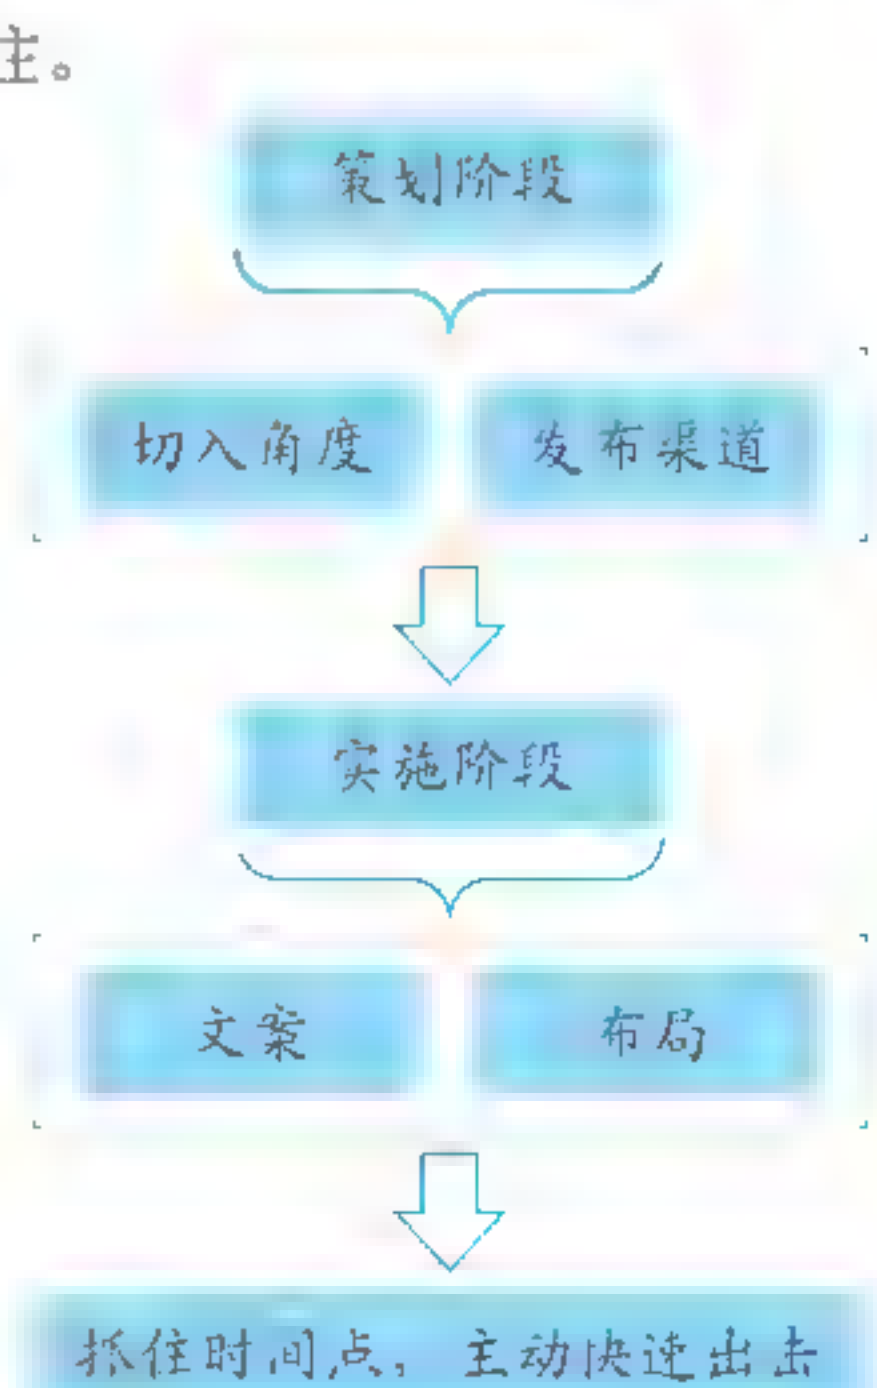 主。
策划阶段
切入角度 发布渠道
实施阶段
文案 布局
抓住时间点，主动快速出击